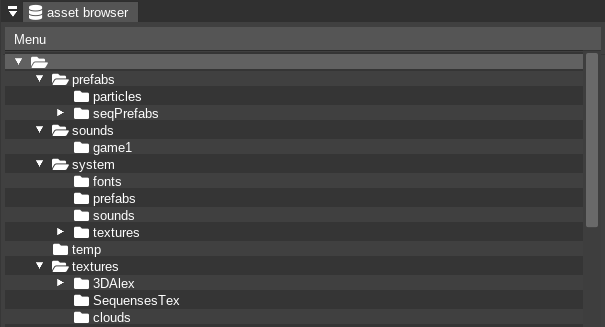 asset browser
Menu
prefabs
particles
seqPrefabs
sounds
game1
system
fonts
prefabs
sounds
textures
temp
textures
3DAlex
SequensesTex
clouds